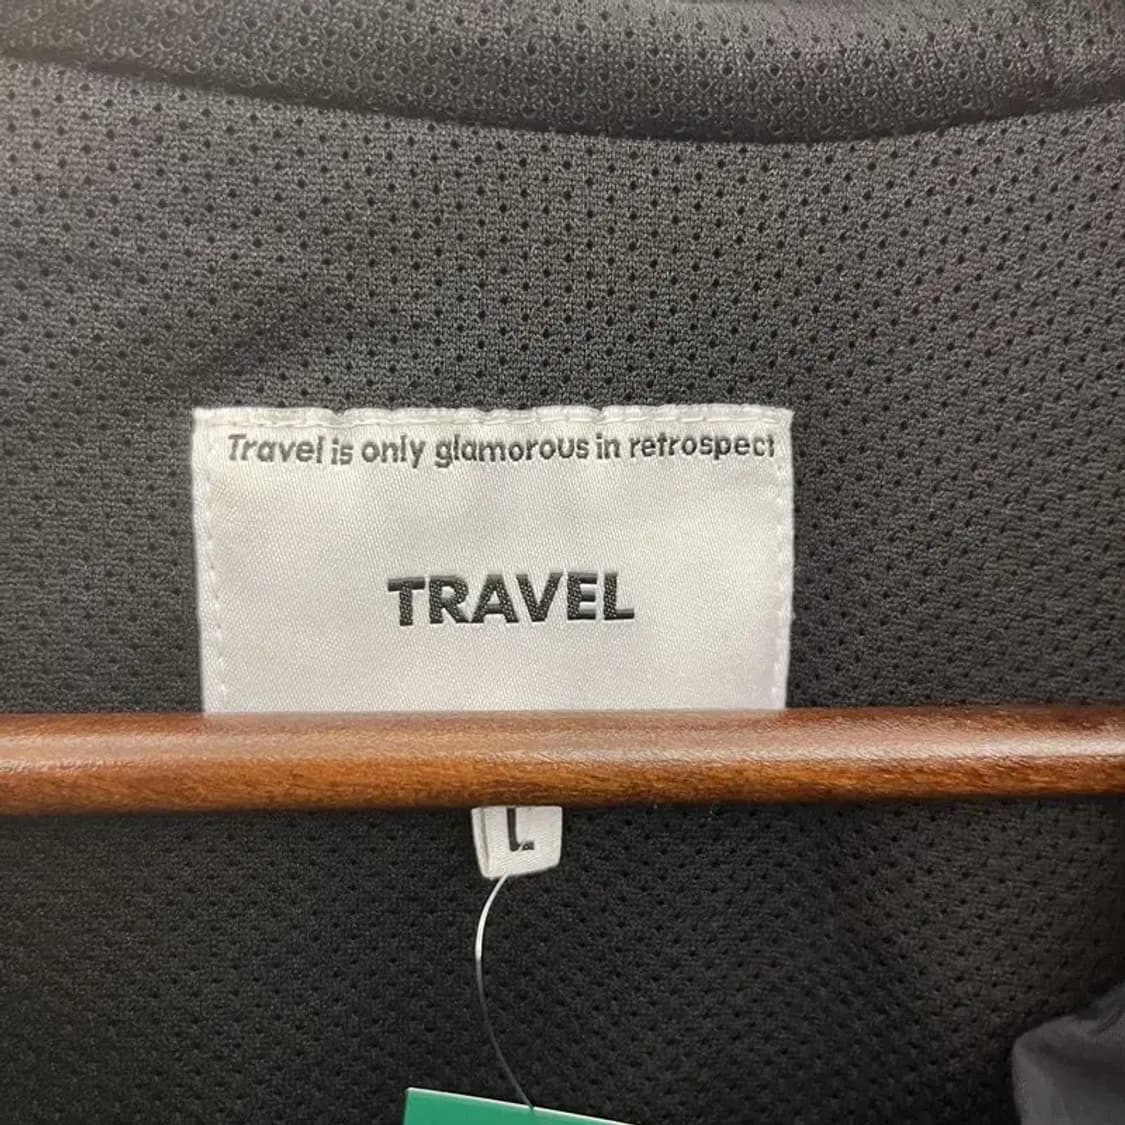 Travel is only glamorous in retrospect
TRAVEL
L